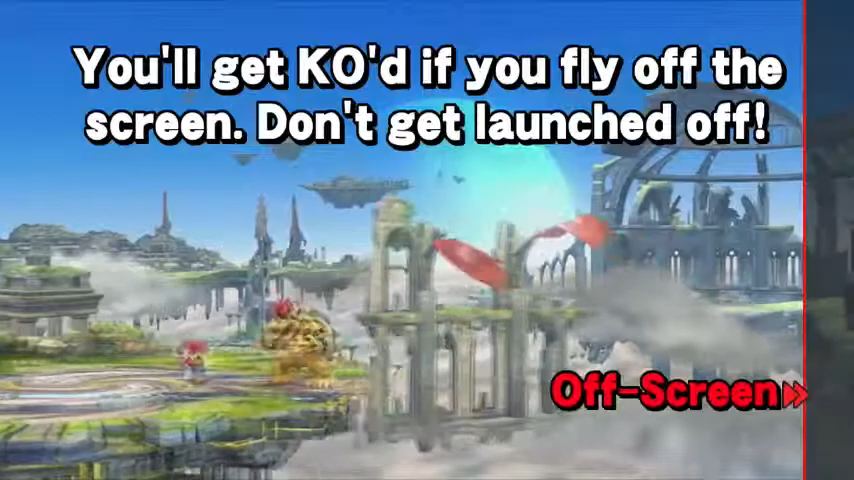 You'll get KO'd if you fly off the
screen. Don't get launched off!
Off-Screen